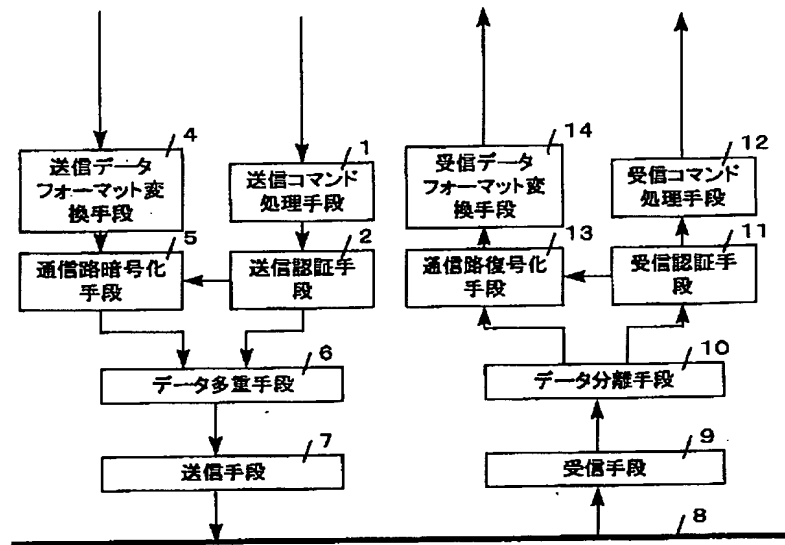 4
送信データ
フォーマット変
換手段
1
送信コマンド
処理手段
5
通信路暗号化
手段
2
送信認証手
段
6
データ多重手段
7
送信手段
14
受信データ
フォーマット変
換手段
12
受信コマンド
処理手段
13
通信路復号化
手段
11
受信認証手
段
10
データ分離手段
9
受信手段
8